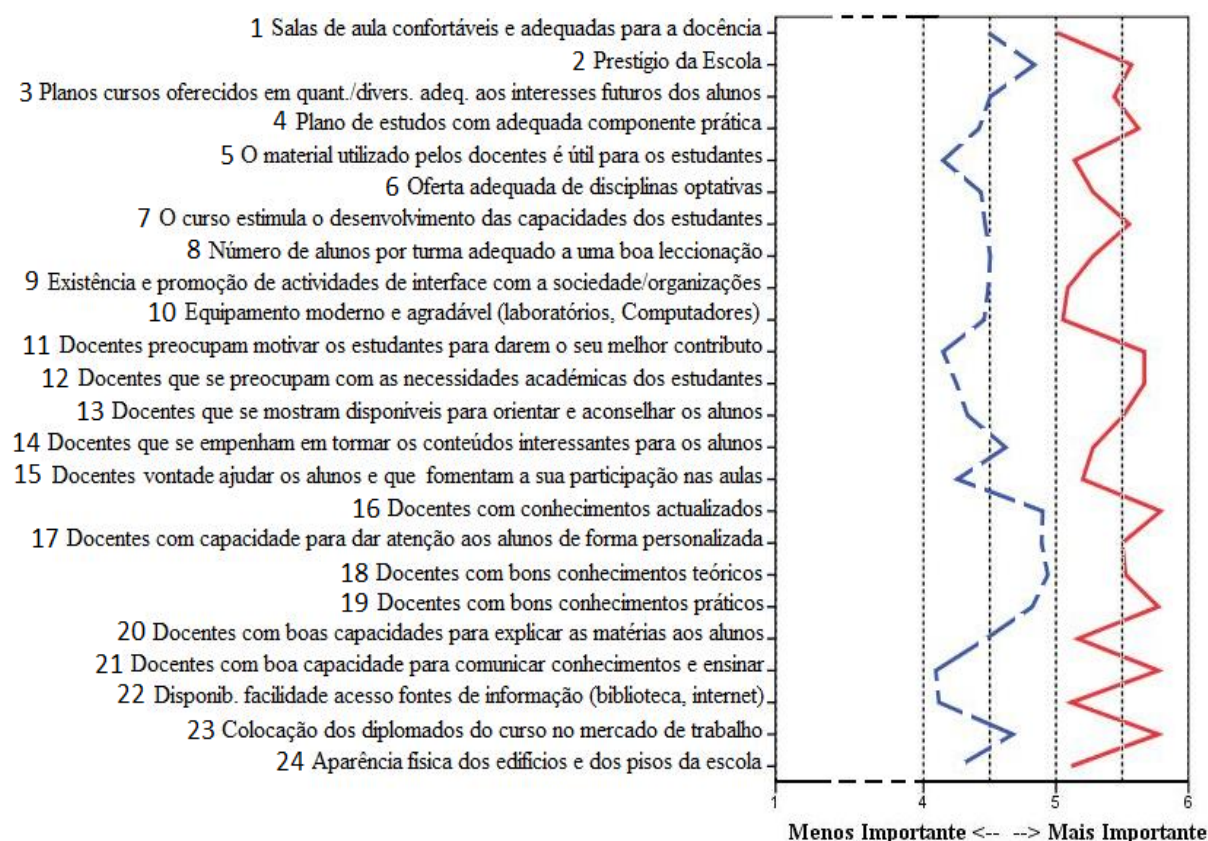 1 Salas de aula confortáveis e adequadas para a docência
2 Prestígio da Escola
3 Planos cursos oferecidos em quant./divers. adeq. aos interesses futuros dos alunos
4 Plano de estudos com adequada componente prática
5 O material utilizado pelos docentes é útil para os estudantes
6 Oferta adequada de disciplinas optativas
7 O curso estimula o desenvolvimento das capacidades dos estudantes
8 Número de alunos por turma adequado a uma boa leccionação
9 Existência e promoção de actividades de interface com a sociedade/organizações
10 Equipamento moderno e agradável (laboratórios, Computadores)
11 Docentes preocupam motivar os estudantes para darem o seu melhor contributo
12 Docentes que se preocupam com as necessidades académicas dos estudantes
13 Docentes que se mostram disponíveis para orientar e aconselhar os alunos
14 Docentes que se empenham em tormar os conteúdos interessantes para os alunos
15 Docentes vontade ajudar os alunos e que fomentam a sua participação nas aulas
16 Docentes com conhecimentos actualizados
17 Docentes com capacidade para dar atenção aos alunos de forma personalizada
18 Docentes com bons conhecimentos teóricos
19 Docentes com bons conhecimentos práticos
20 Docentes com boas capacidades para explicar as matérias aos alunos
21 Docentes com boa capacidade para comunicar conhecimentos e ensinar
22 Disponib. facilidade acesso fontes de informação (biblioteca, internet)
23 Colocação dos diplomados do curso no mercado de trabalho
24 Aparência física dos edifícios e dos pisos da escola
1 4 5 6
Menos Importante <-- --> Mais Importante